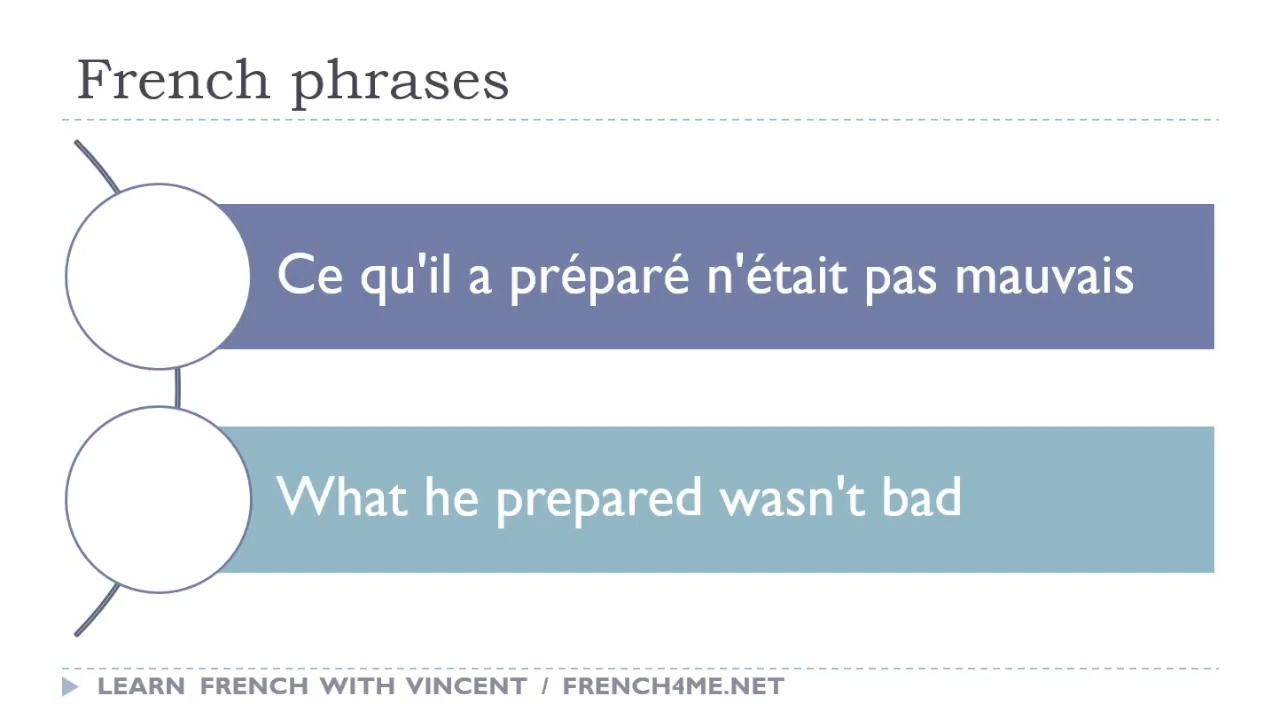 French phrases
Ce qu'il a préparé n'était pas mauvais
What he prepared wasn't bad
LEARN FRENCH WITH VINCENT / FRENCH4ME.NET